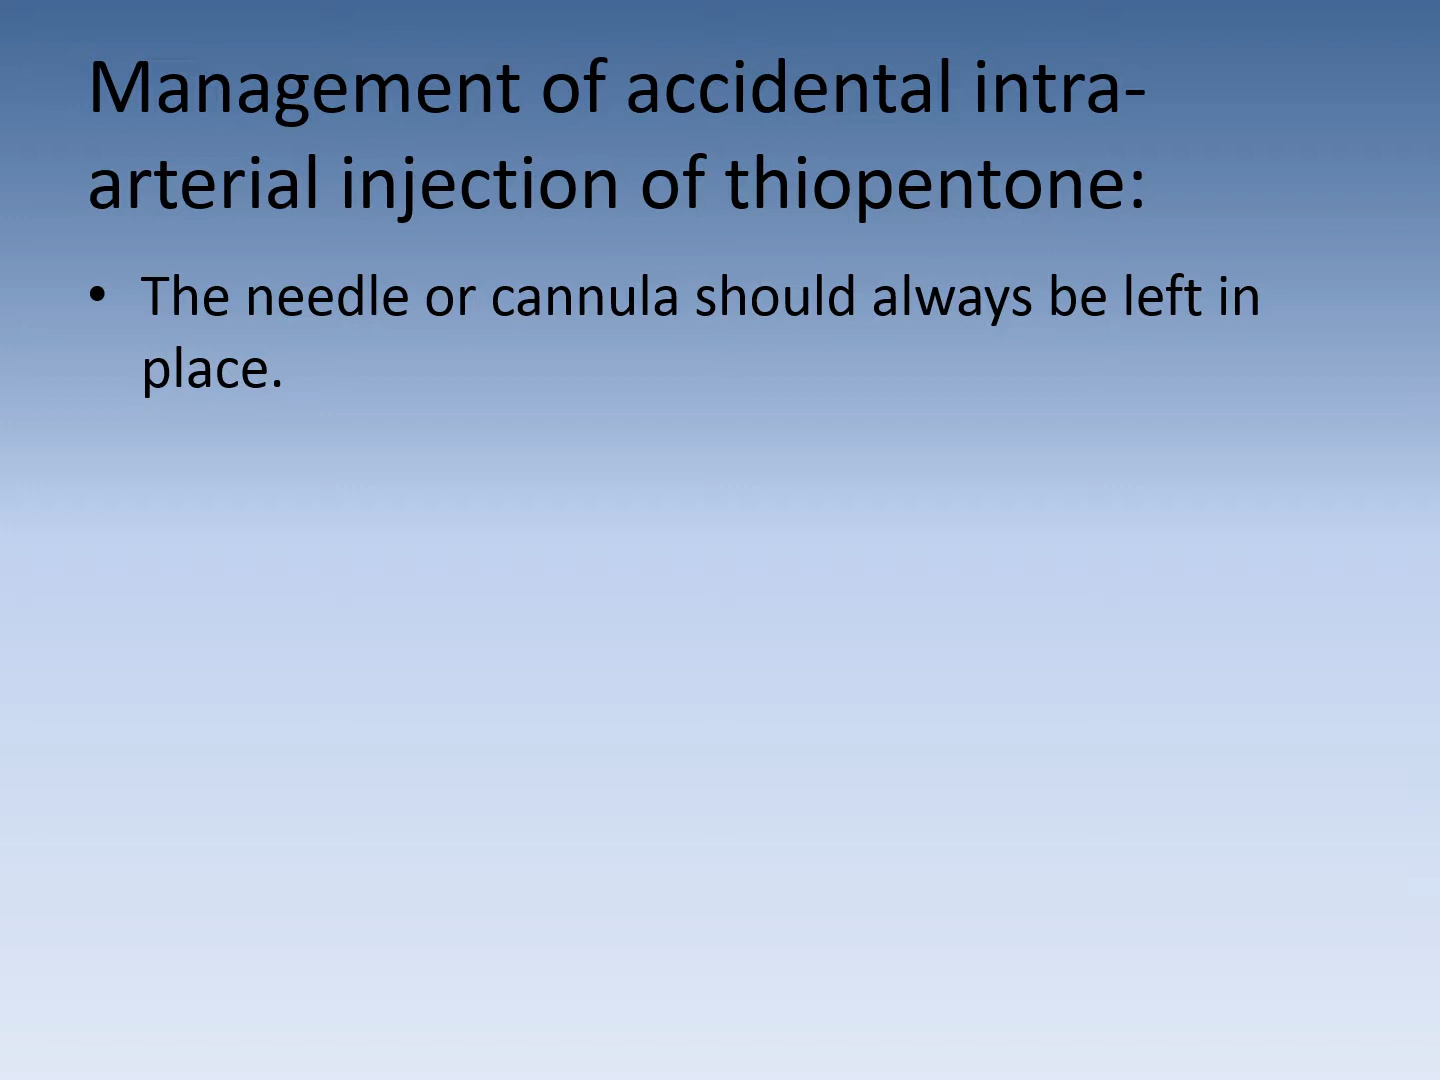 Management of accidental intra-
arterial injection of thiopentone:
• The needle or cannula should always be left in
place.